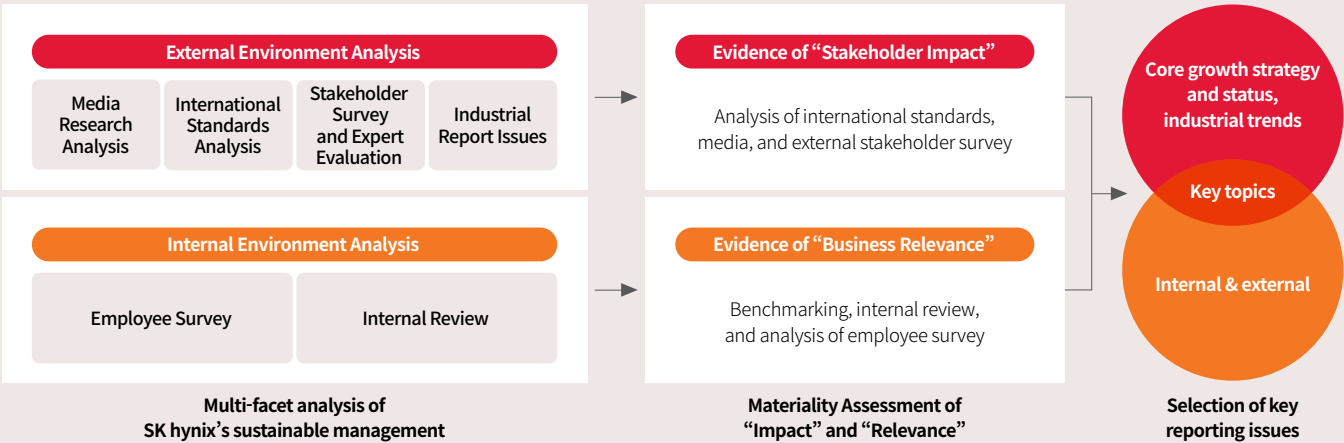 External Environment Analysis
Media
Research
Analysis
International
Standards
Analysis
Stakeholder
Survey
and Expert
Evaluation
Industrial
Report Issues
Internal Environment Analysis
Employee Survey
Internal Review
Multi-facet analysis of
SK hynix’s sustainable management
Evidence of “Stakeholder Impact”
Analysis of international standards,
media, and external stakeholder survey
Evidence of “Business Relevance”
Benchmarking, internal review,
and analysis of employee survey
Materiality Assessment of
“Impact” and “Relevance”
Core growth strategy
and status,
industrial trends
Key topics
Internal & external
Selection of key
reporting issues